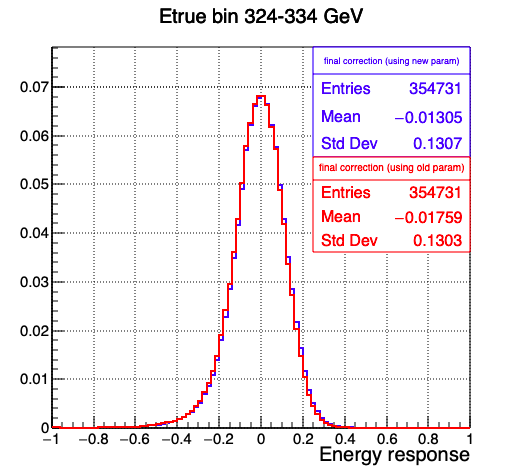 Etrue bin 324-334 GeV
final correction (using new param)
Entries 354731
Mean −0.01305
Std Dev 0.1307
final correction (using old param)
Entries 354731
Mean −0.01759
Std Dev 0.1303
0.07
0.06
0.05
0.04
0.03
0.02
0.01
0
−1 −0.8 −0.6 −0.4 −0.2 0 0.2 0.4 0.6 0.8 1
Energy response